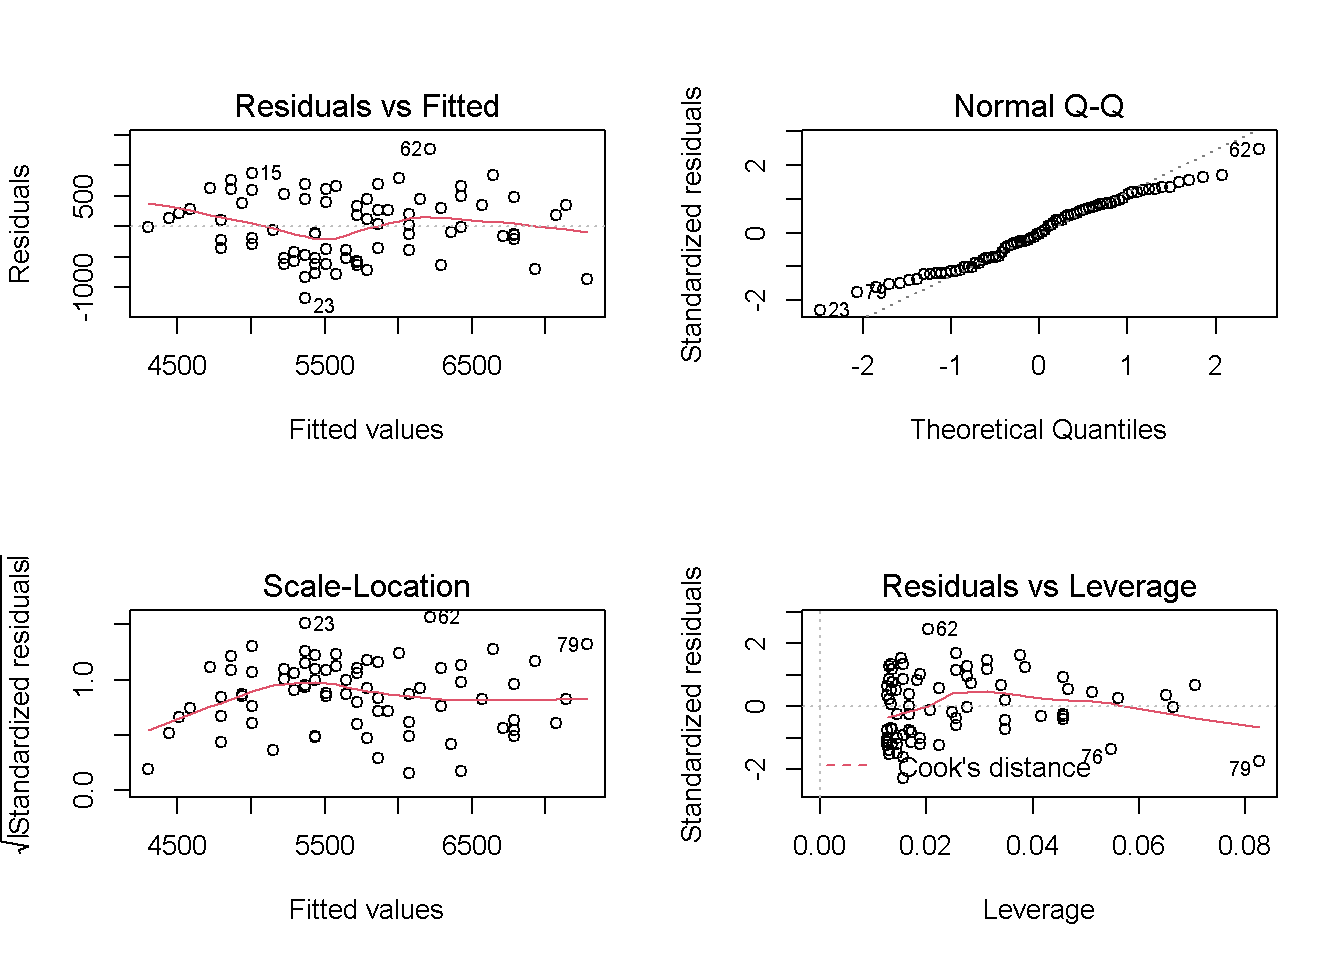 Residuals vs Fitted
Residuals
500
-1000
62
15
23
4500 5500 6500
Fitted values
Normal Q-Q
Standardized residuals
2
0
-2
62
79
23
-2 -1 0 1 2
Theoretical Quantiles
Scale-Location
√|Standardized residuals|
1.0
0.0
23
62
79
4500 5500 6500
Fitted values
Residuals vs Leverage
Standardized residuals
2
0
-2
62
76
79
Cook's distance
0.00 0.02 0.04 0.06 0.08
Leverage